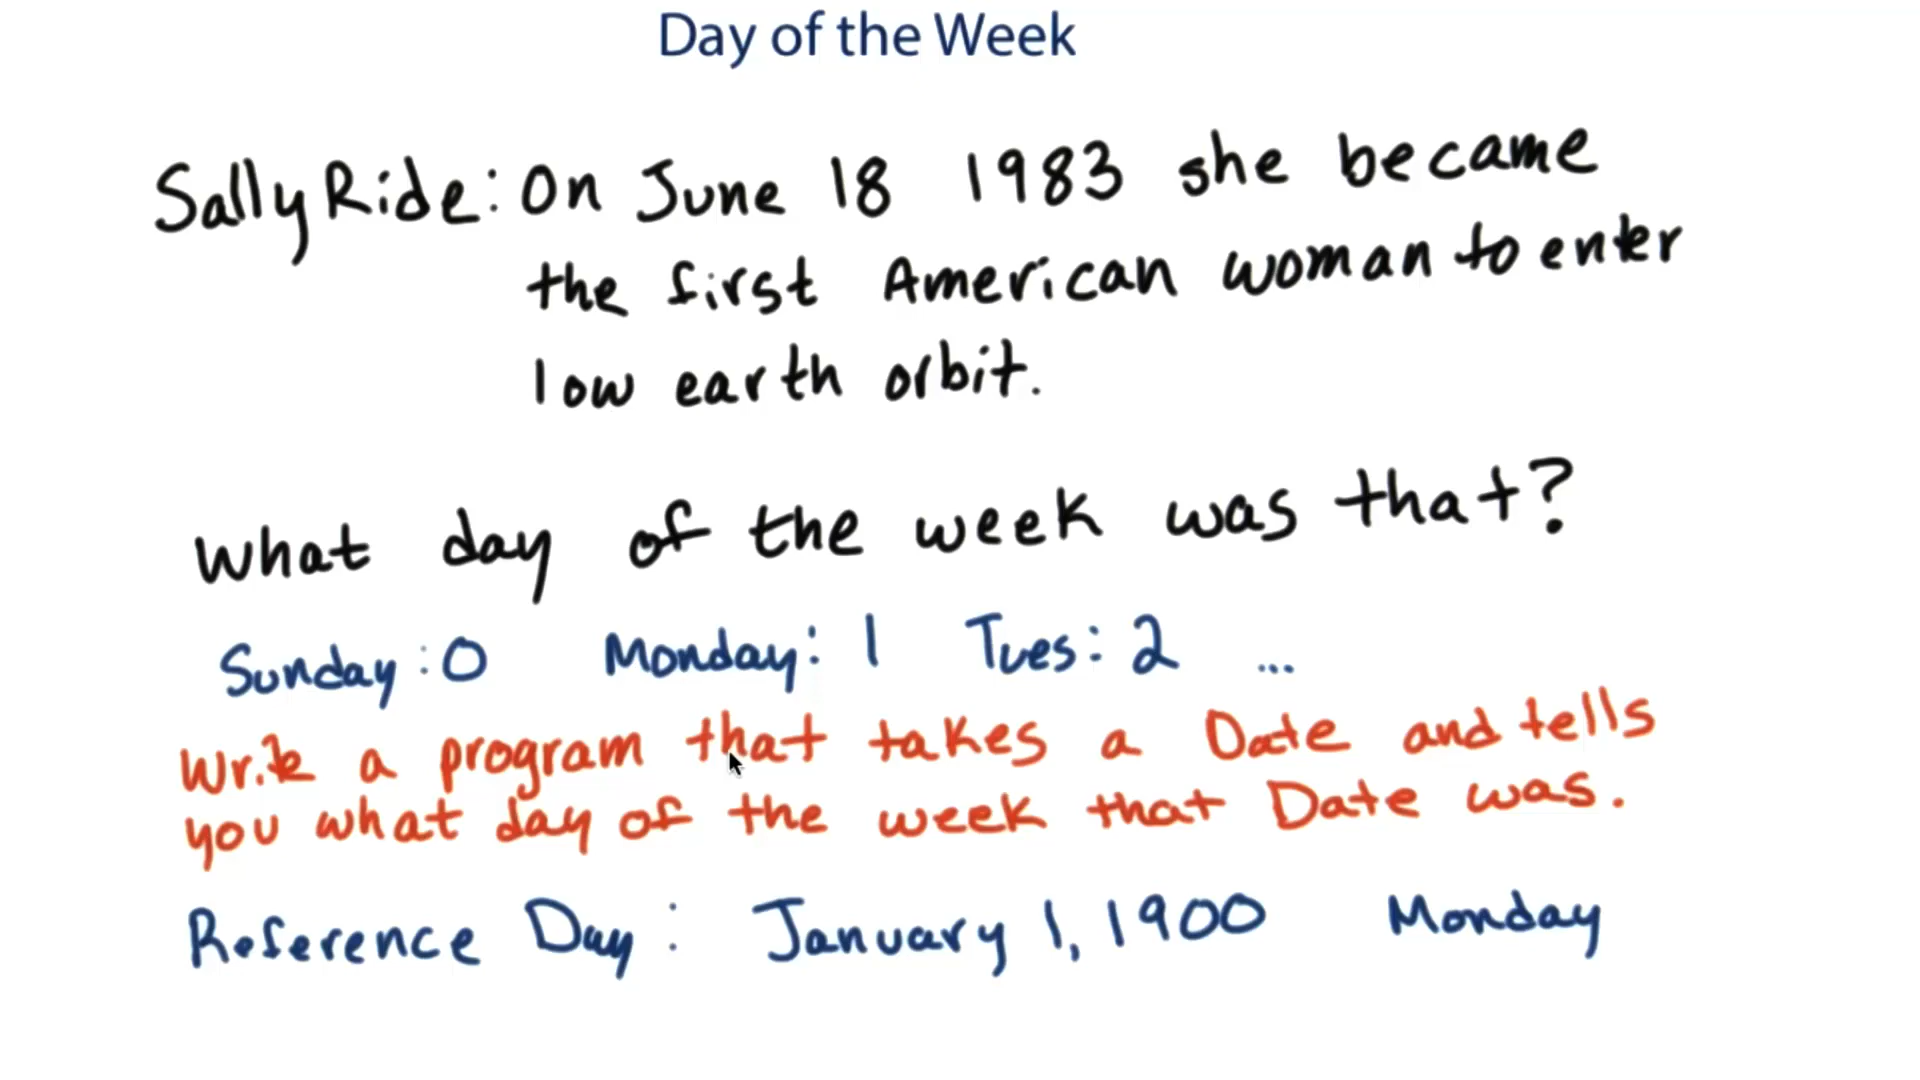 Day of the Week
Sally Ride: On June 18 1983 she became
the first American woman to enter
low earth orbit.
What day of the week was that?
Sunday: 0 Monday: 1 Tues: 2 ...
Write a program that takes a Date and tells
you what day of the week that Date was.
Reference Day: January 1, 1900 Monday